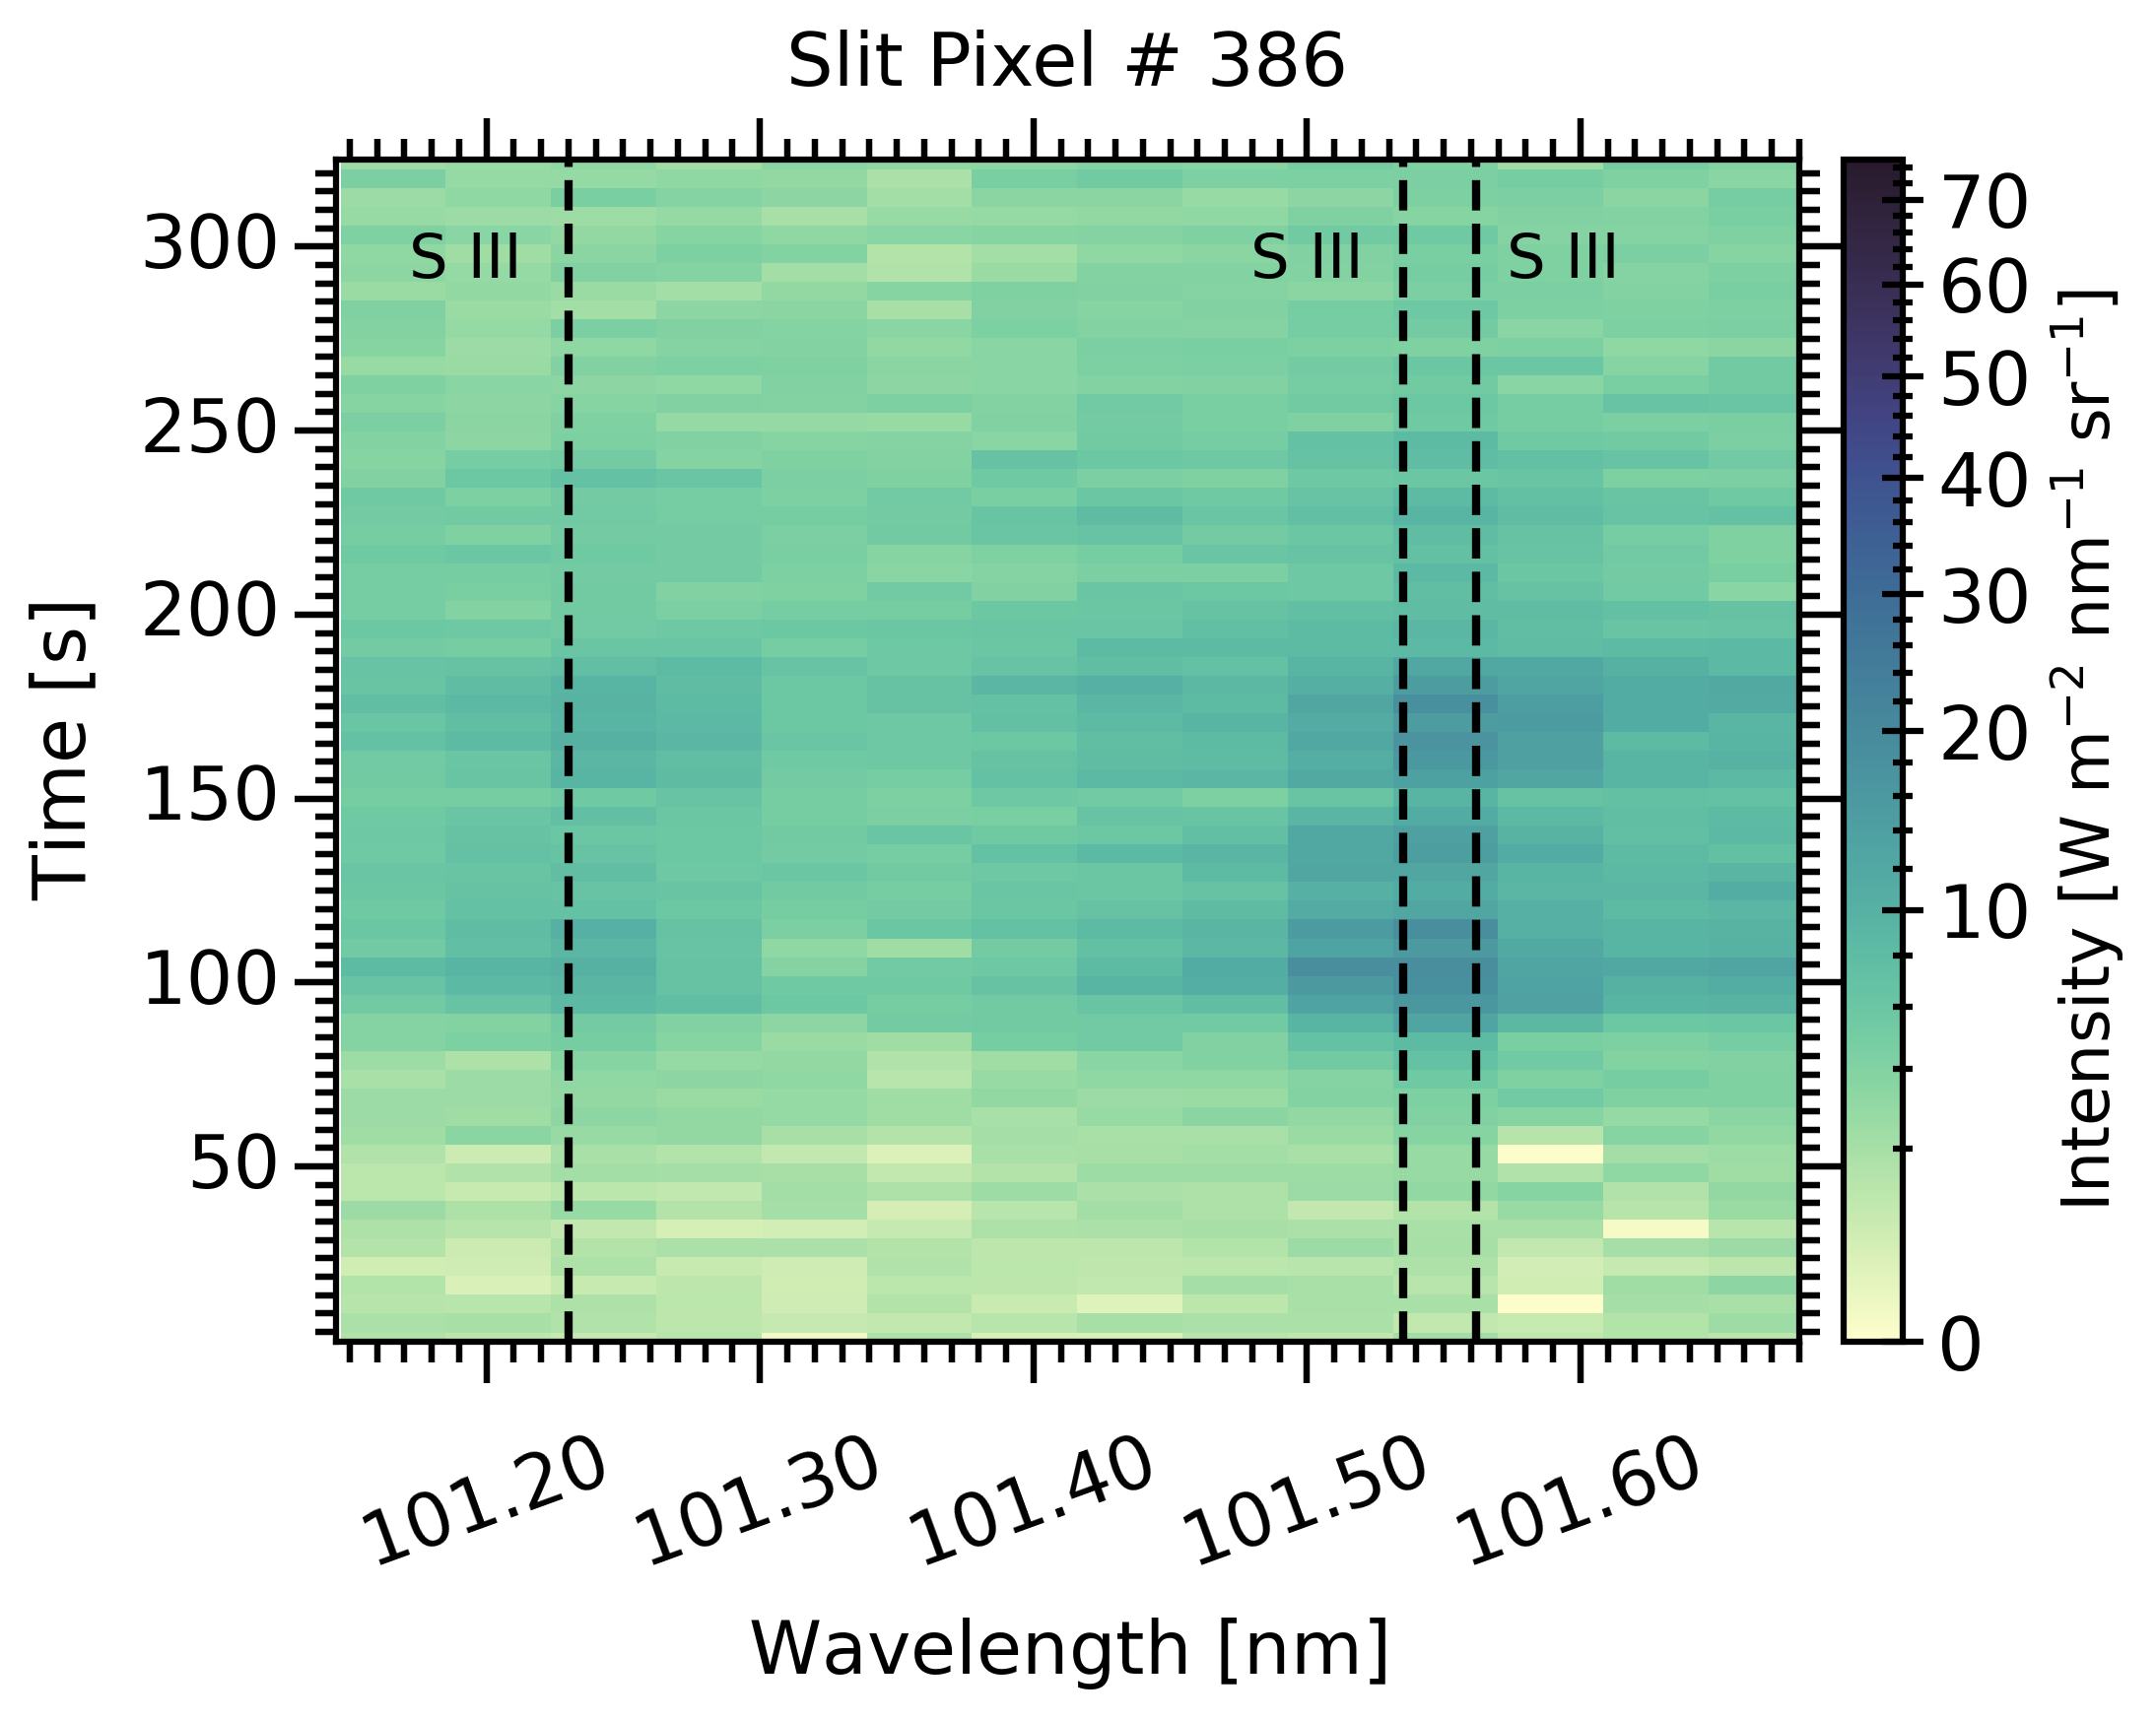 Slit Pixel # 386
S III
S III
S III
300
250
200
150
100
50
Time [s]
101.20
101.30
101.40
101.50
101.60
Wavelength [nm]
70
60
50
40
30
20
10
0
Intensity [W m⁻² nm⁻¹ sr⁻¹]